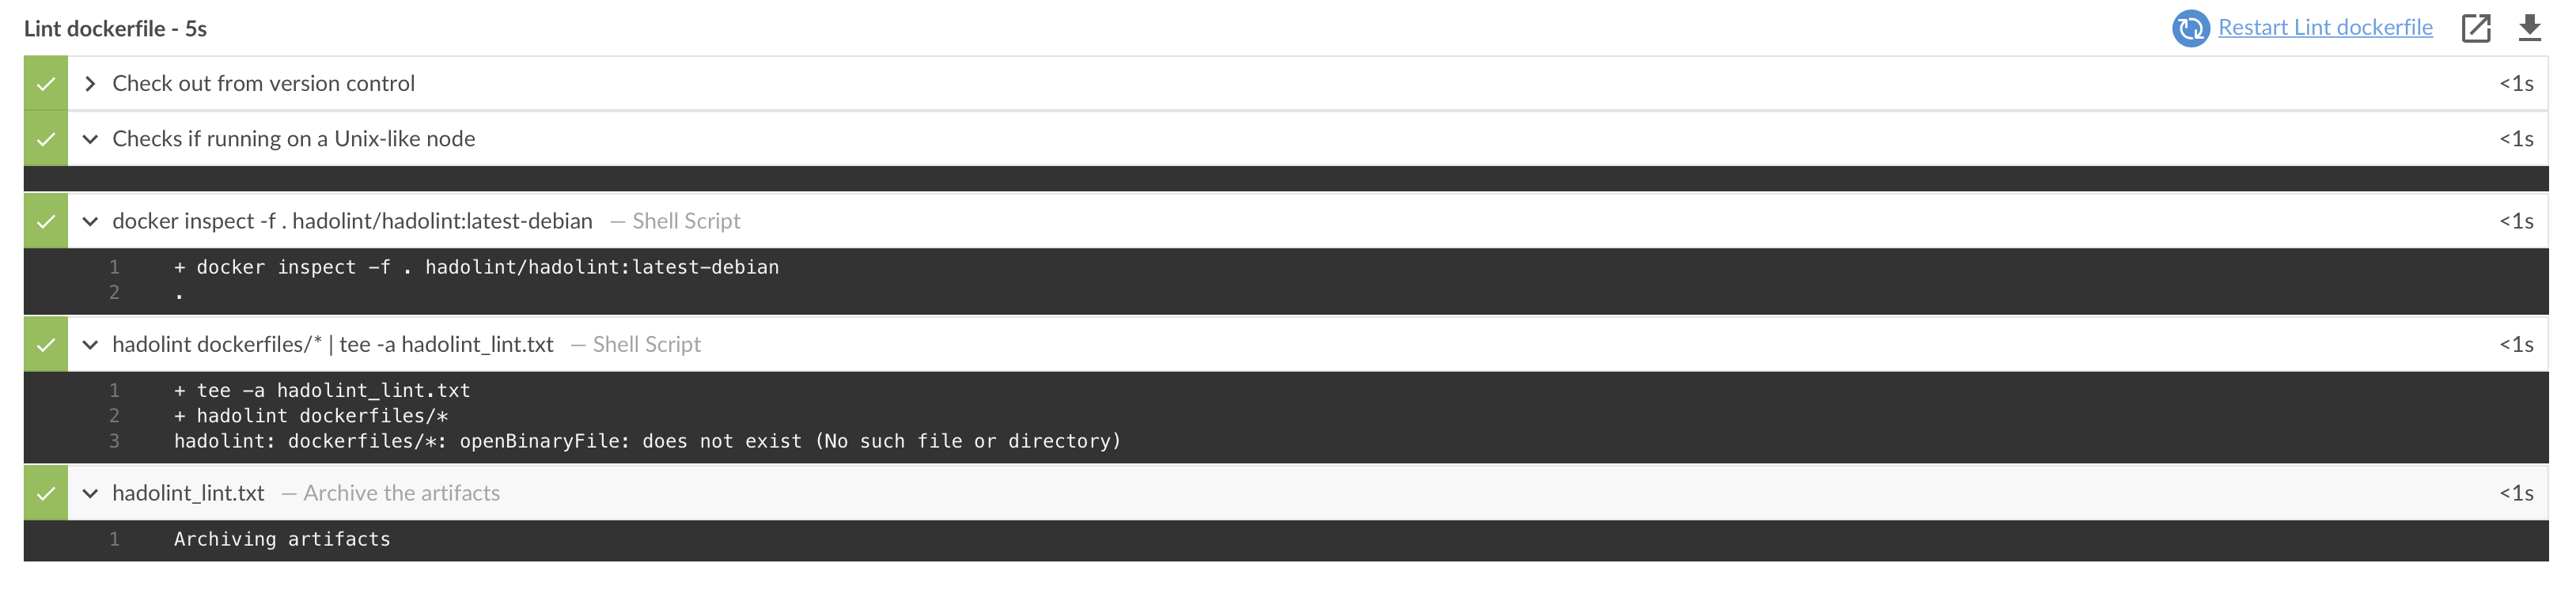 Lint dockerfile - 5s
Restart Lint dockerfile
Check out from version control <1s
Checks if running on a Unix-like node <1s
docker inspect -f . hadolint/hadolint:latest-debian — Shell Script <1s
1 + docker inspect -f . hadolint/hadolint:latest-debian
2 .
hadolint dockerfiles/* | tee -a hadolint_lint.txt — Shell Script <1s
1 + tee -a hadolint_lint.txt
2 + hadolint dockerfiles/*
3 hadolint: dockerfiles/*: openBinaryFile: does not exist (No such file or directory)
hadolint_lint.txt — Archive the artifacts <1s
1 Archiving artifacts